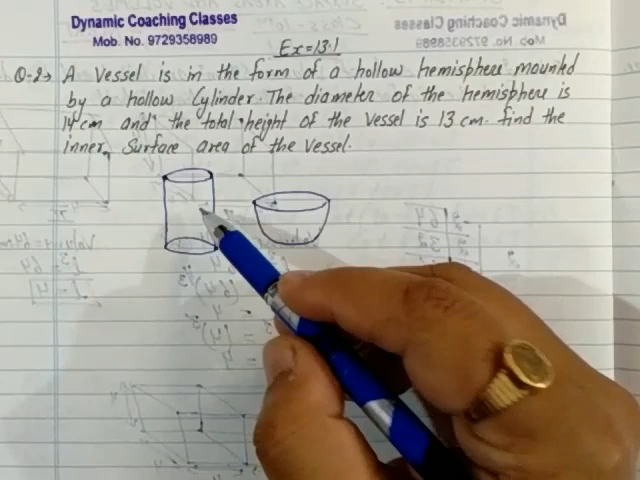 Dynamic Coaching Classes
Mob. No. 9729358989
Ex=13.1
Q-2→ A Vessel is in the form of a hollow hemisphere mounted
by a hollow Cylinder. The diameter of the hemisphere is
14 cm and the total height of the Vessel is 13 cm. find the
inner Surface area of the Vessel.